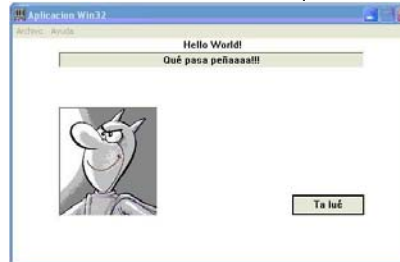 Aplicacion Win32
Archivo Ayuda
Hello World!
Qué pasa peñaaaa!!!
Ta lué